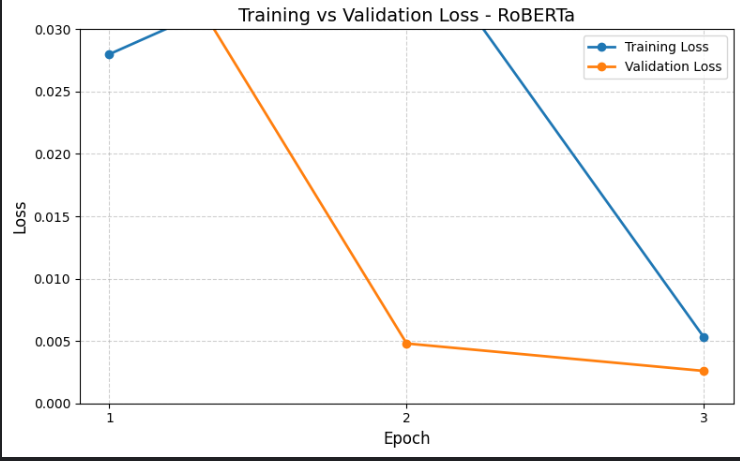 Training vs Validation Loss - RoBERTa
Training Loss
Validation Loss
0.030
0.025
0.020
0.015
0.010
0.005
0.000
Loss
1
2
3
Epoch